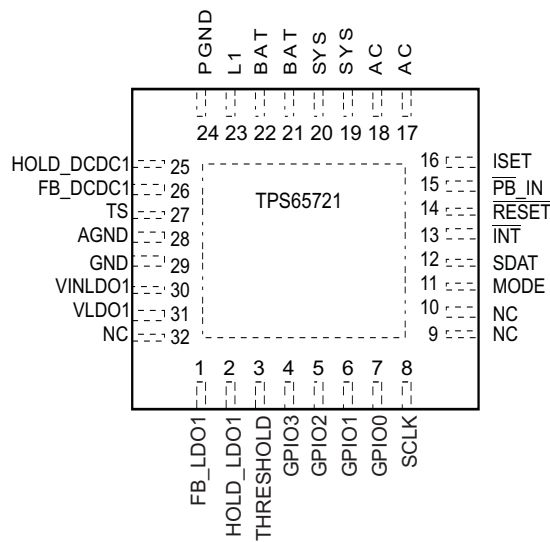 PGND
L1
BAT
BAT
SYS
SYS
AC
AC
24 23 22 21 20 19 18 17
HOLD_DCDC1 25
FB_DCDC1 26
TS 27
AGND 28
GND 29
VINLDO1 30
VLDO1 31
NC 32
TPS65721
16 ISET
15 PB_IN
14 RESET
13 INT
12 SDAT
11 MODE
10 NC
9 NC
1 2 3 4 5 6 7 8
FB_LDO1
HOLD_LDO1
THRESHOLD
GPIO3
GPIO2
GPIO1
GPIO0
SCLK